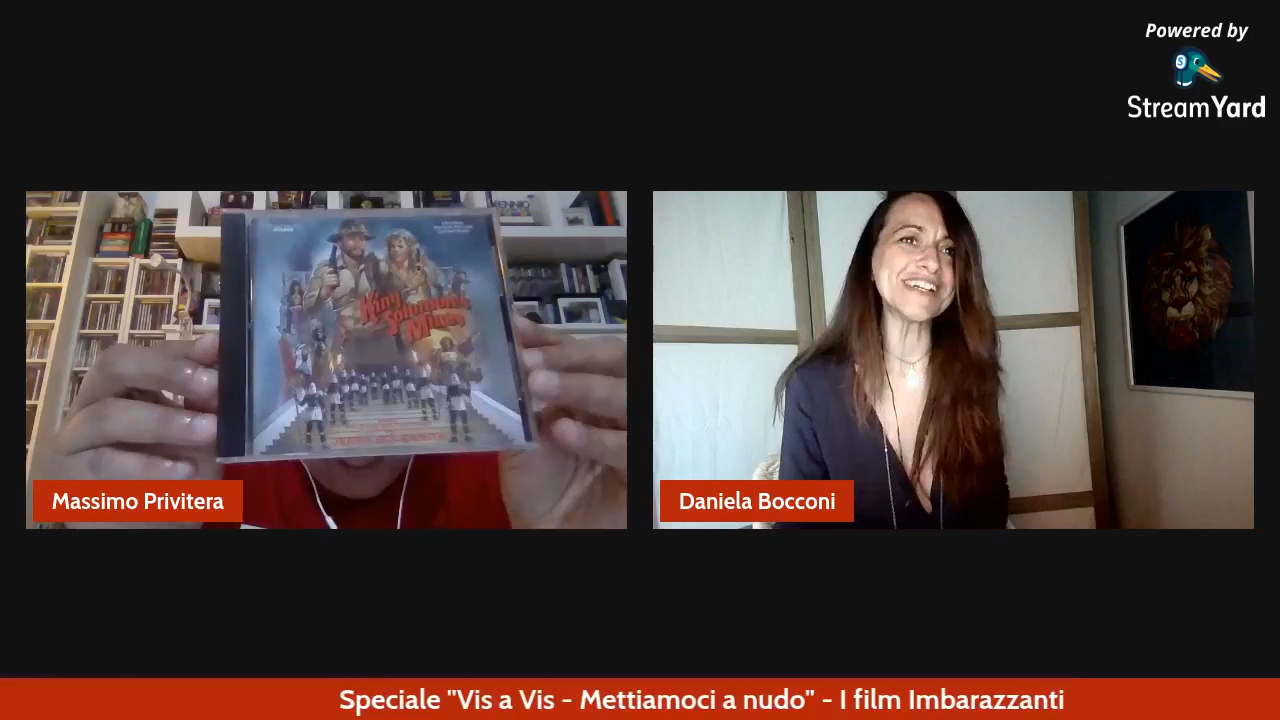 Powered by
StreamYard
King
Solomon's
Mines
Massimo Privitera
Daniela Bocconi
Speciale "Vis a Vis - Mettiamoci a nudo" - I film Imbarazzanti